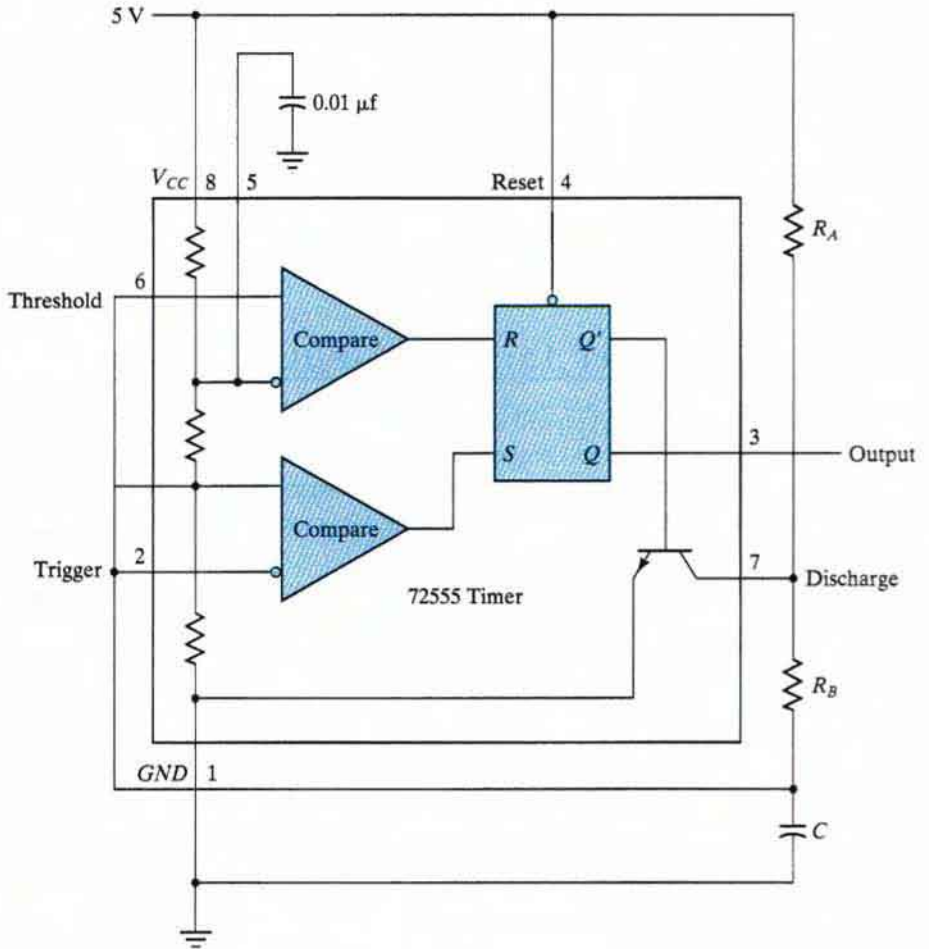 5 V
0.01 μf
V_CC 8 5 Reset 4
R_A
6
Threshold
Compare
R Q'
3
S Q
Output
Compare
2
Trigger
7
Discharge
72555 Timer
R_B
GND 1
C